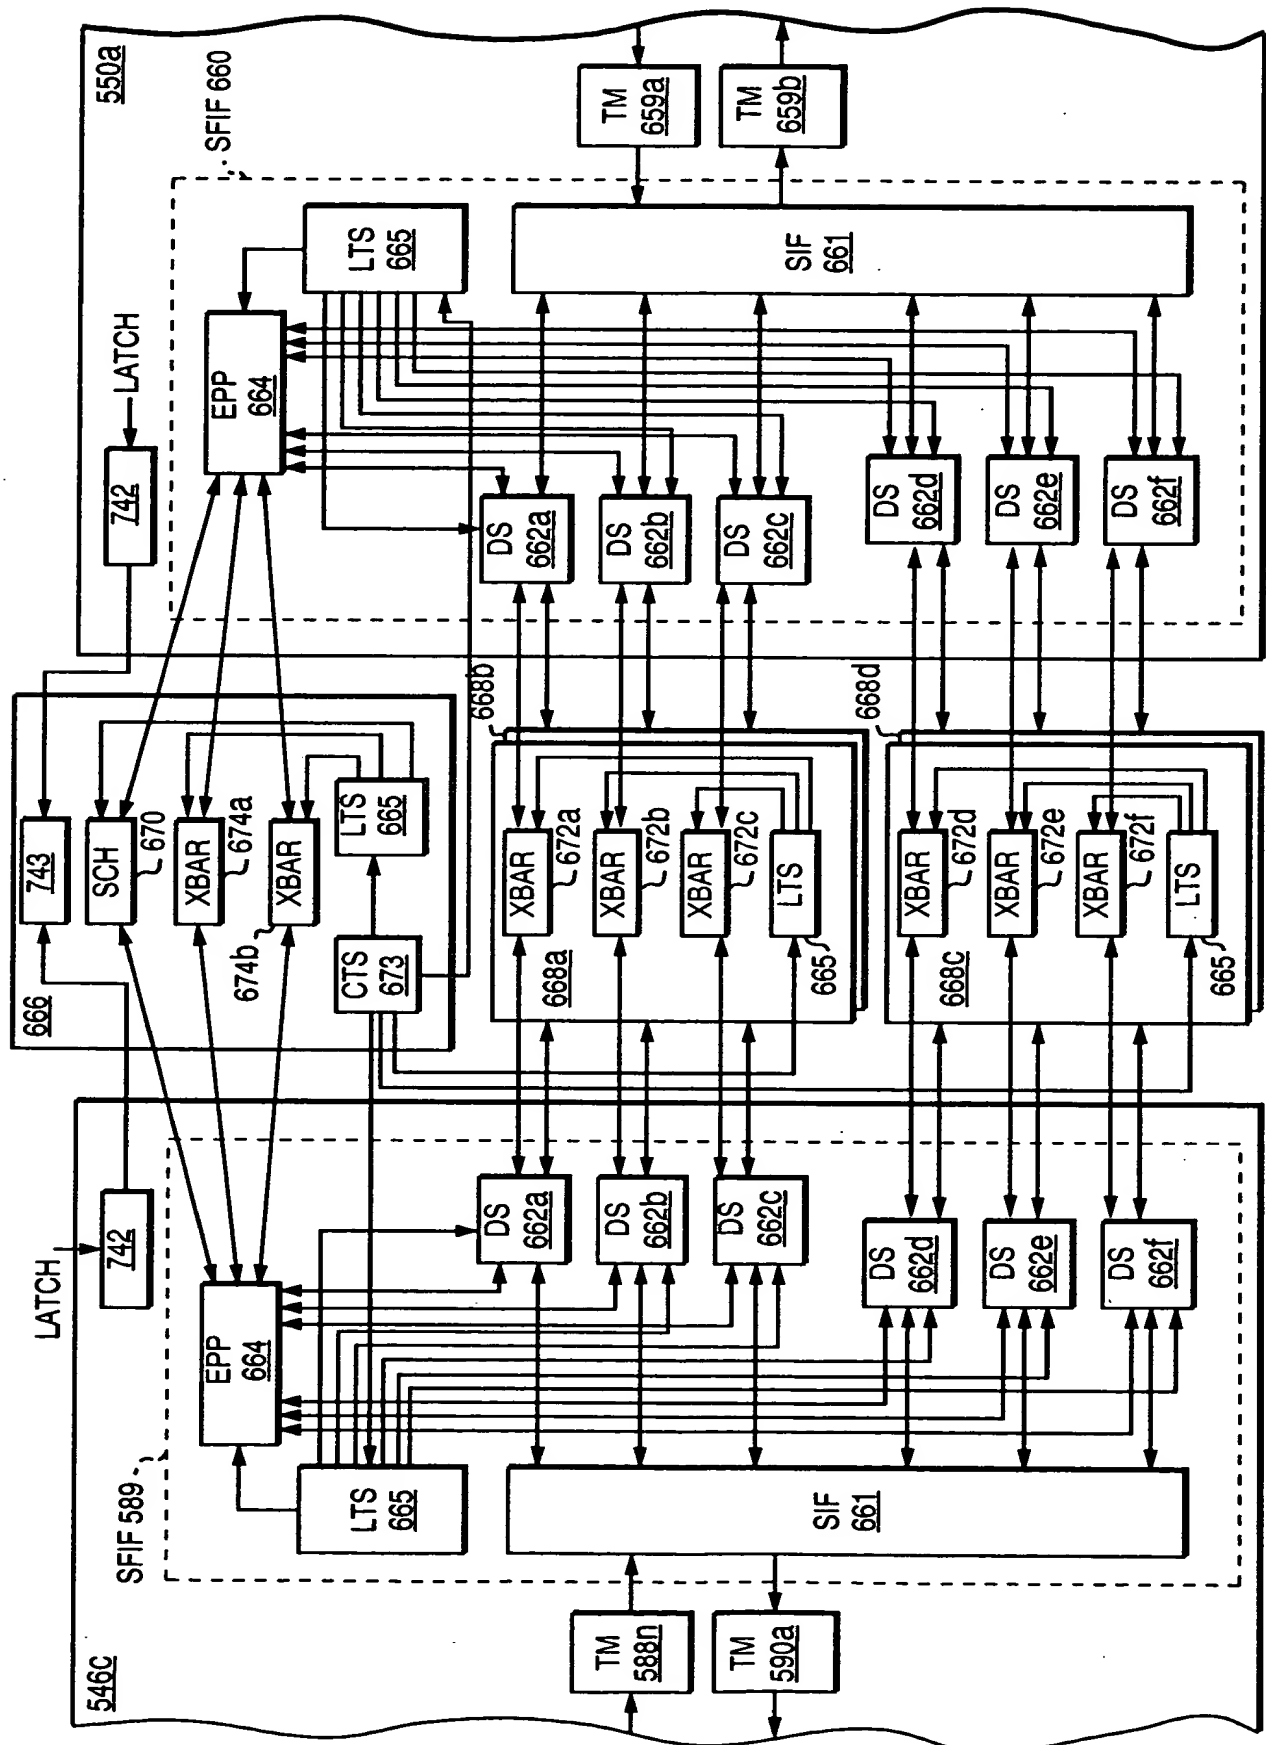 546C
SFIF 589
LATCH
742
EPP
664
LTS
665
TM
588n
TM
590a
SIF
661
DS
662a
DS
662b
DS
662c
DS
662d
DS
662e
DS
662f
666
743
SCH
670
XBAR
674a
XBAR
674b
LTS
665
CTS
673
668b
XBAR
672a
XBAR
672b
XBAR
672c
LTS
665
668a
668d
XBAR
672d
XBAR
672e
XBAR
672f
LTS
665
668c
550a
SFIF 660
LATCH
742
EPP
664
LTS
665
DS
662a
DS
662b
DS
662c
DS
662d
DS
662e
DS
662f
SIF
661
TM
659a
TM
659b